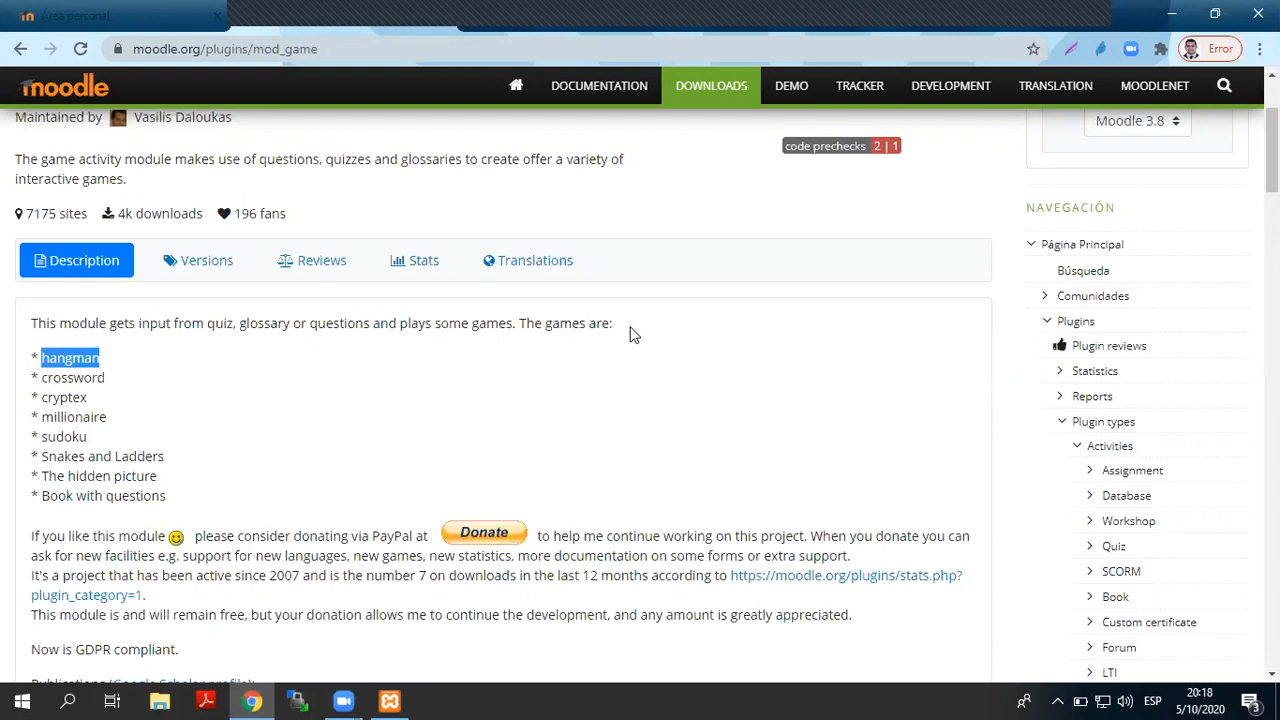 Área personal
moodle.org/plugins/mod_game
Error
moodle
DOCUMENTATION
DOWNLOADS
DEMO
TRACKER
DEVELOPMENT
TRANSLATION
MOODLENET
Maintained by Vasilis Daloukas
Moodle 3.8
code prechecks 2 | 1
The game activity module makes use of questions, quizzes and glossaries to create offer a variety of
interactive games.
7175 sites 4k downloads 196 fans
Description
Versions
Reviews
Stats
Translations
This module gets input from quiz, glossary or questions and plays some games. The games are:
* hangman
* crossword
* cryptex
* millionaire
* sudoku
* Snakes and Ladders
* The hidden picture
* Book with questions
If you like this module please consider donating via PayPal at Donate to help me continue working on this project. When you donate you can
ask for new facilities e.g. support for new languages, new games, new statistics, more documentation on some forms or extra support.
It's a project that has been active since 2007 and is the number 7 on downloads in the last 12 months according to https://moodle.org/plugins/stats.php?
plugin_category=1.
This module is and will remain free, but your donation allows me to continue the development, and any amount is greatly appreciated.
Now is GDPR compliant.
Publications (Google Scholar profile):
NAVEGACIÓN
Página Principal
Búsqueda
Comunidades
Plugins
Plugin reviews
Statistics
Reports
Plugin types
Activities
Assignment
Database
Workshop
Quiz
SCORM
Book
Custom certificate
Forum
LTI
ESP
20:18
5/10/2020
3